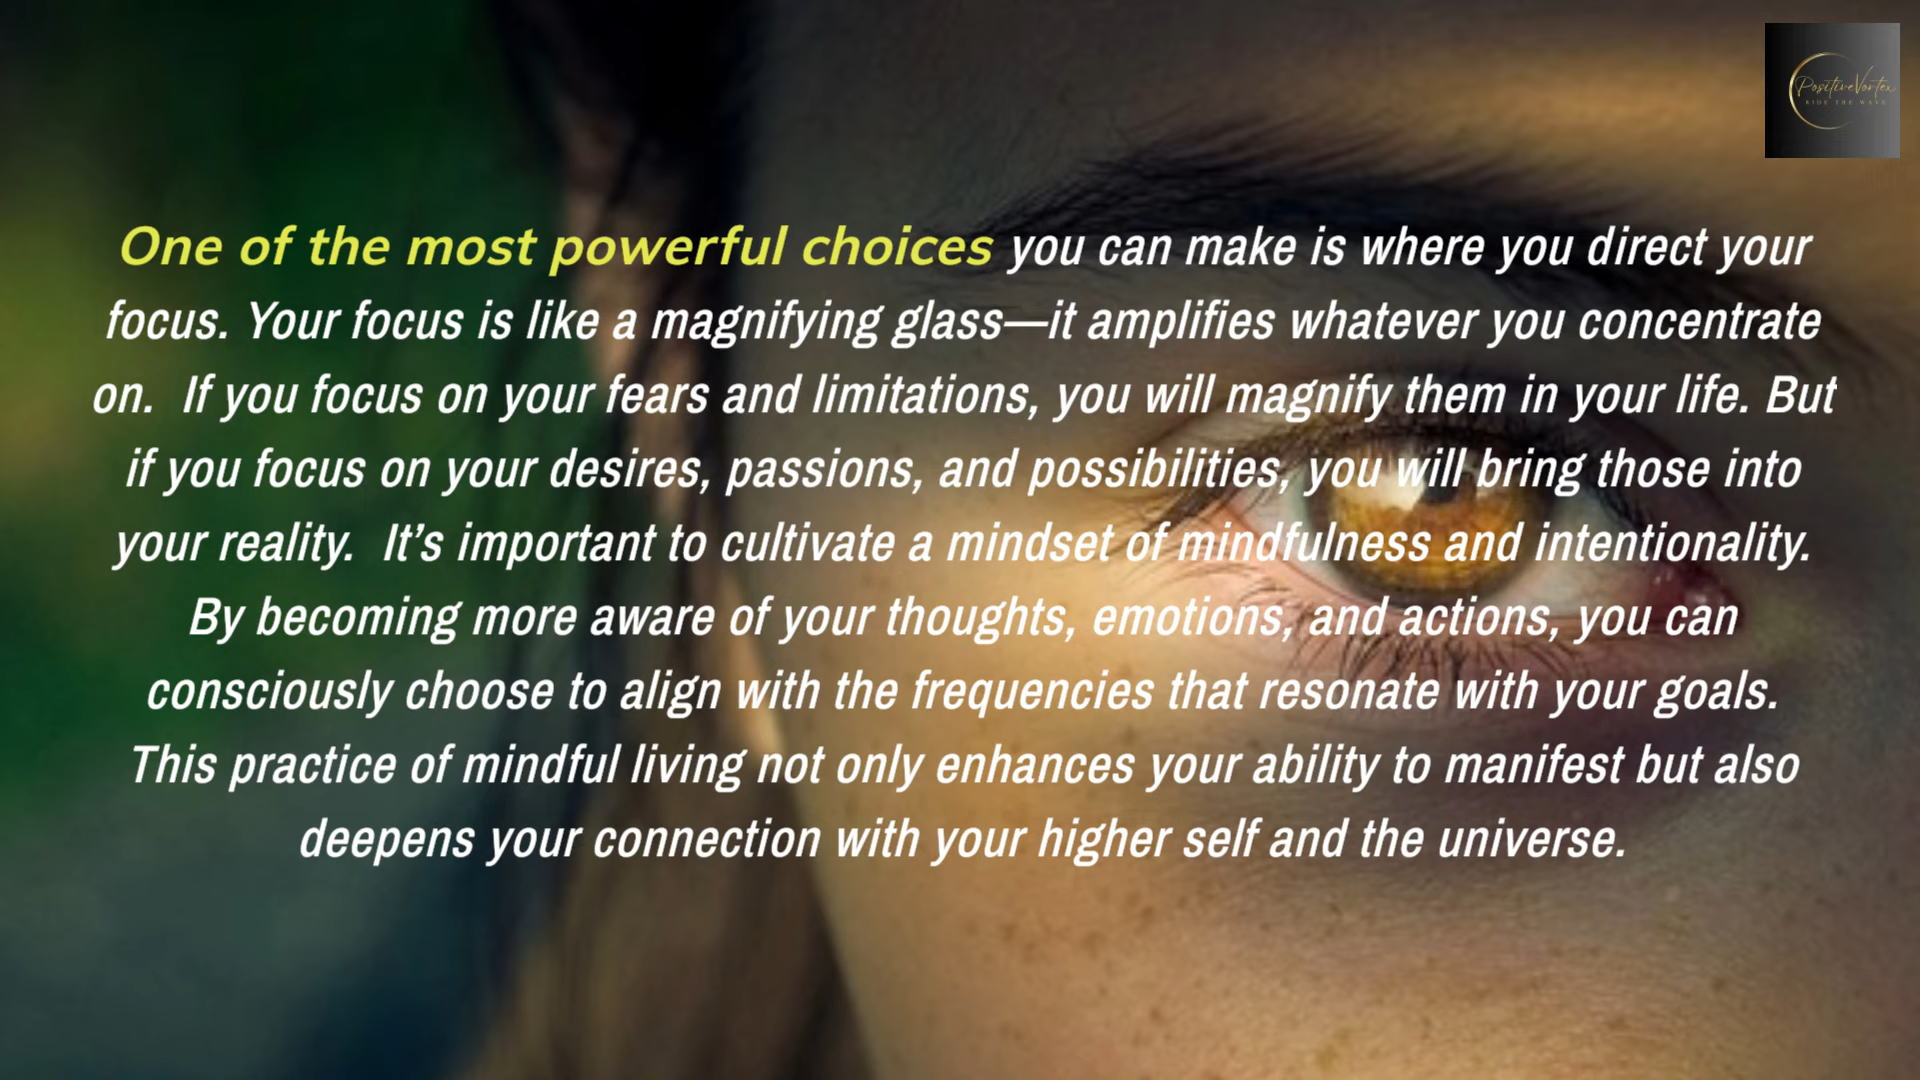 PositiveVortex
RIDE THE WAVE
One of the most powerful choices you can make is where you direct your
focus. Your focus is like a magnifying glass—it amplifies whatever you concentrate
on.  If you focus on your fears and limitations, you will magnify them in your life. But
if you focus on your desires, passions, and possibilities, you will bring those into
your reality.  It’s important to cultivate a mindset of mindfulness and intentionality.
By becoming more aware of your thoughts, emotions, and actions, you can
consciously choose to align with the frequencies that resonate with your goals.
This practice of mindful living not only enhances your ability to manifest but also
deepens your connection with your higher self and the universe.